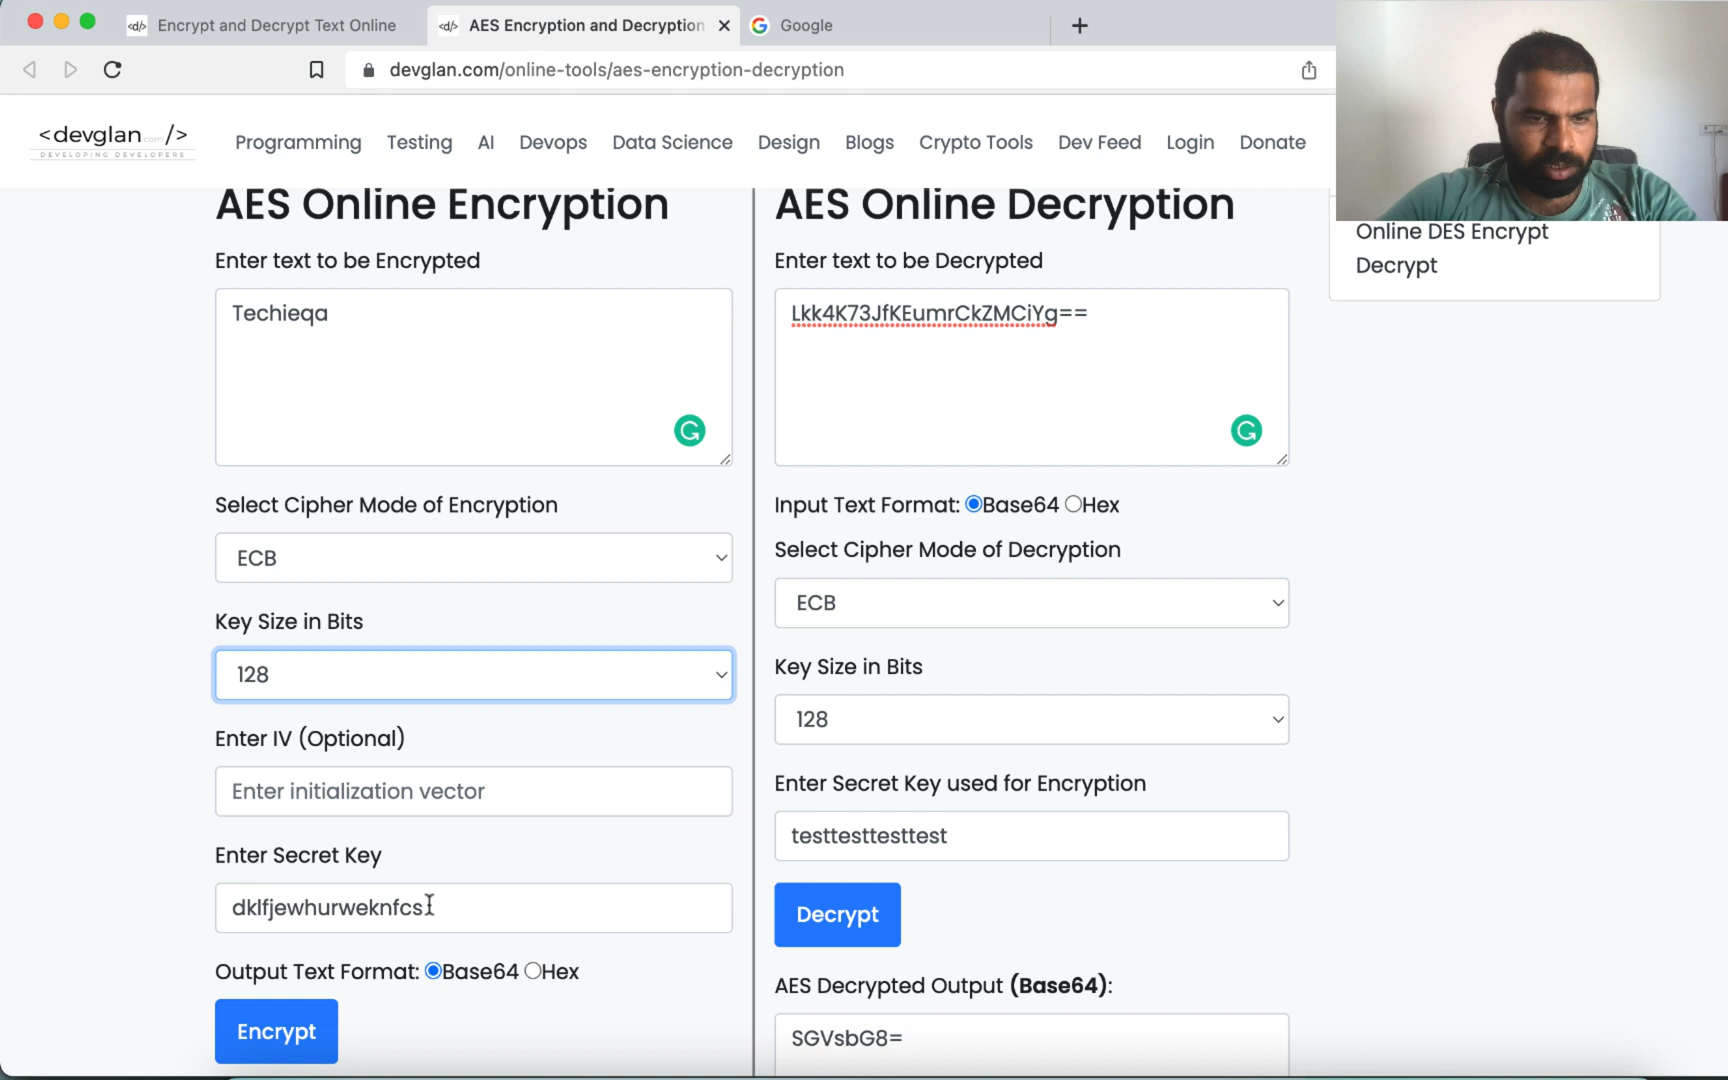 Encrypt and Decrypt Text Online
AES Encryption and Decryption
Google
devglan.com/online-tools/aes-encryption-decryption
<devglan.com/>
DEVELOPING DEVELOPERS
Programming
Testing
AI
Devops
Data Science
Design
Blogs
Crypto Tools
Dev Feed
Login
Donate
AES Online Encryption
Enter text to be Encrypted
Techieqa
Select Cipher Mode of Encryption
ECB
Key Size in Bits
128
Enter IV (Optional)
Enter initialization vector
Enter Secret Key
dklfjewhurweknfcs
Output Text Format: Base64 Hex
Encrypt
AES Online Decryption
Enter text to be Decrypted
Lkk4K73JfKEumrCkZMCiYg==
Input Text Format: Base64 Hex
Select Cipher Mode of Decryption
ECB
Key Size in Bits
128
Enter Secret Key used for Encryption
testtesttesttest
Decrypt
AES Decrypted Output (Base64):
SGVsbG8=
Online DES Encrypt
Decrypt